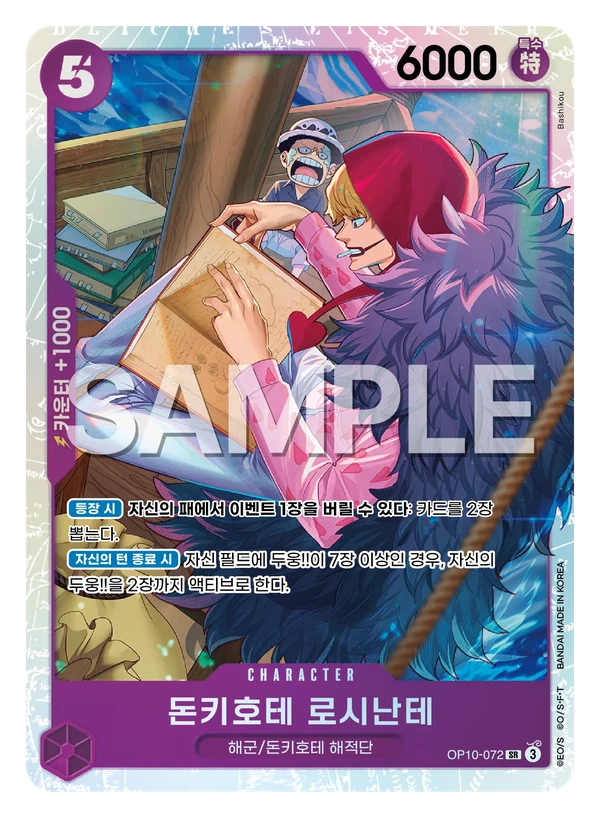 5
6000
특수
特
Bashikou
카운터 +1000
SAMPLE
등장 시 자신의 패에서 이벤트 1장을 버릴 수 있다: 카드를 2장
뽑는다.
자신의 턴 종료 시 자신 필드에 두웅!!이 7장 이상인 경우, 자신의
두웅!!을 2장까지 액티브로 한다.
CHARACTER
돈키호테 로시난테
해군/돈키호테 해적단
OP10-072 SR 3
©E.O/S ©O/S·F·T BANDAI MADE IN KOREA